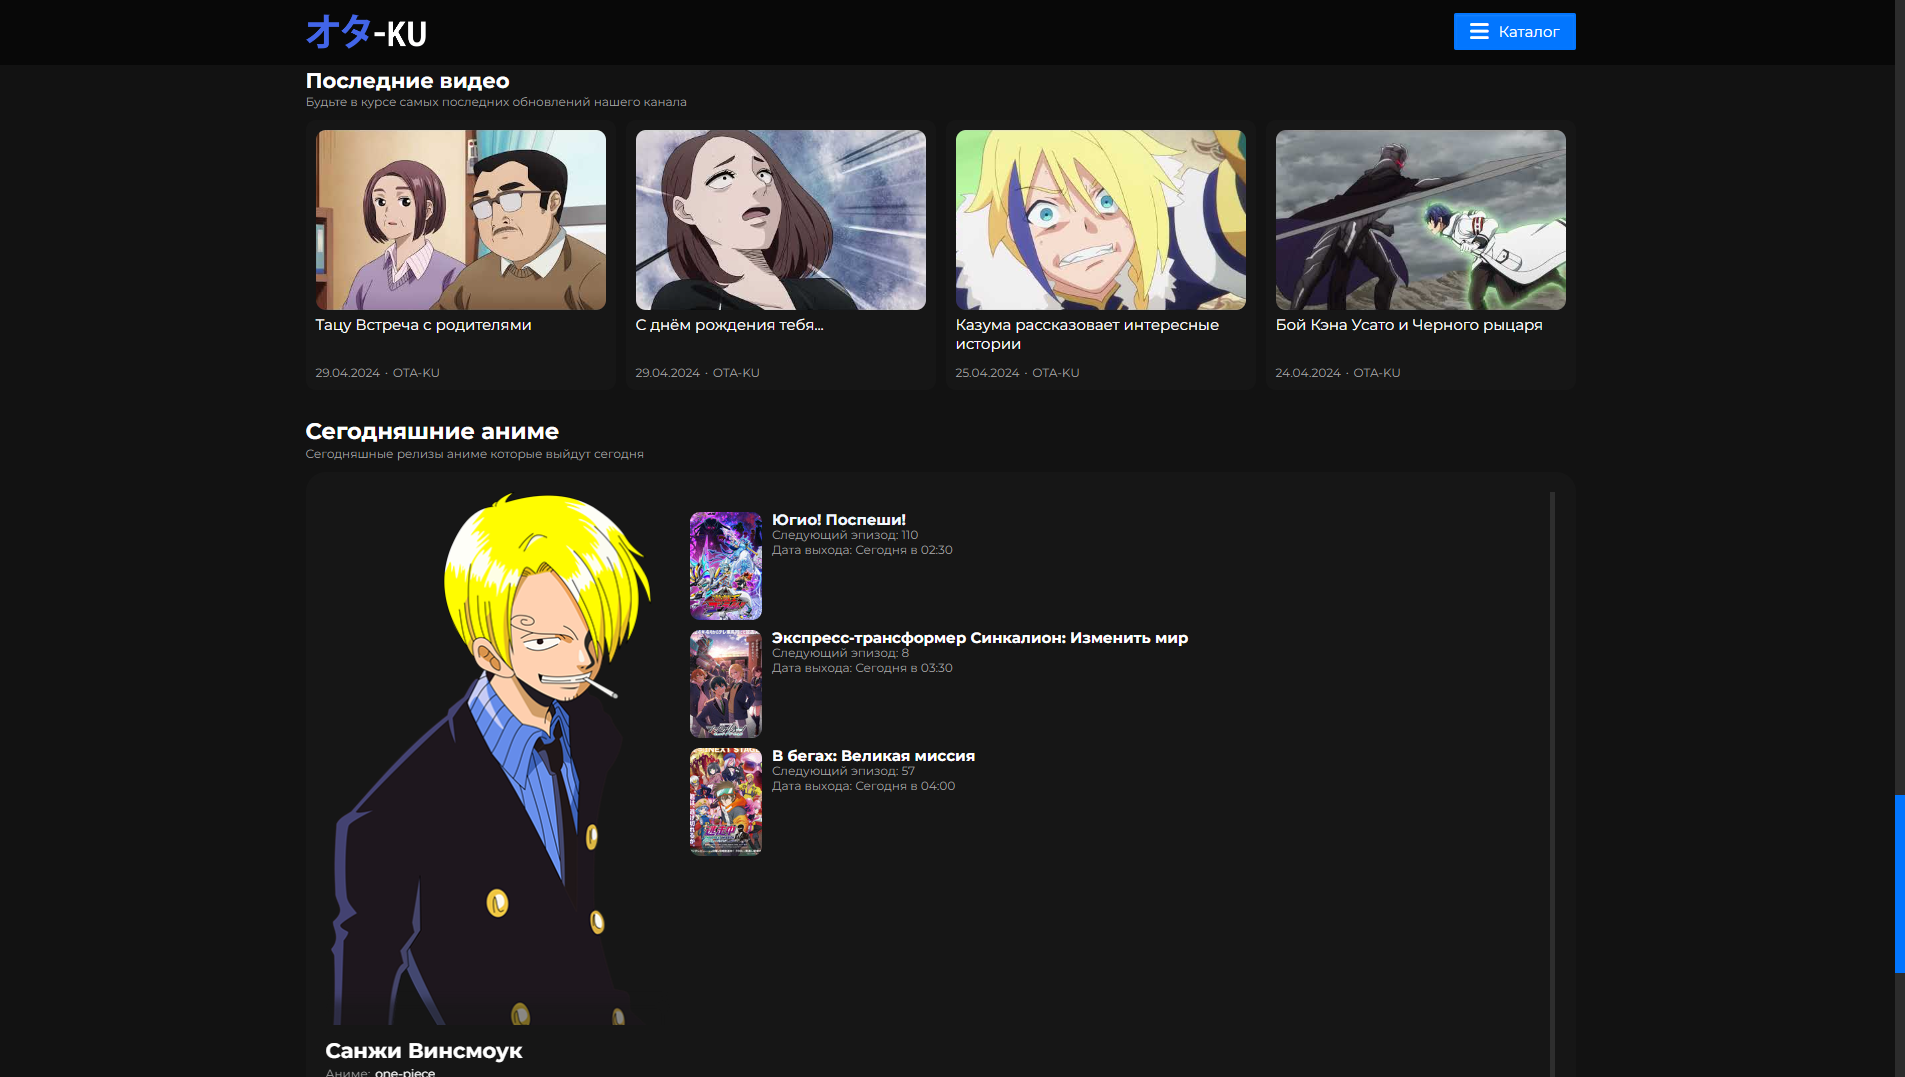 オタ-KU
Каталог
Последние видео
Будьте в курсе самых последних обновлений нашего канала
Тацу Встреча с родителями
29.04.2024 · OTA-KU
С днём рождения тебя...
29.04.2024 · OTA-KU
Казума рассказовает интересные
истории
25.04.2024 · OTA-KU
Бой Кэна Усато и Черного рыцаря
24.04.2024 · OTA-KU
Сегодняшние аниме
Сегодняшные релизы аниме которые выйдут сегодня
Югио! Поспеши!
Следующий эпизод: 110
Дата выхода: Сегодня в 02:30
Экспресс-трансформер Синкалион: Изменить мир
Следующий эпизод: 8
Дата выхода: Сегодня в 03:30
В бегах: Великая миссия
Следующий эпизод: 57
Дата выхода: Сегодня в 04:00
Санжи Винсмоук
Аниме: one-piece